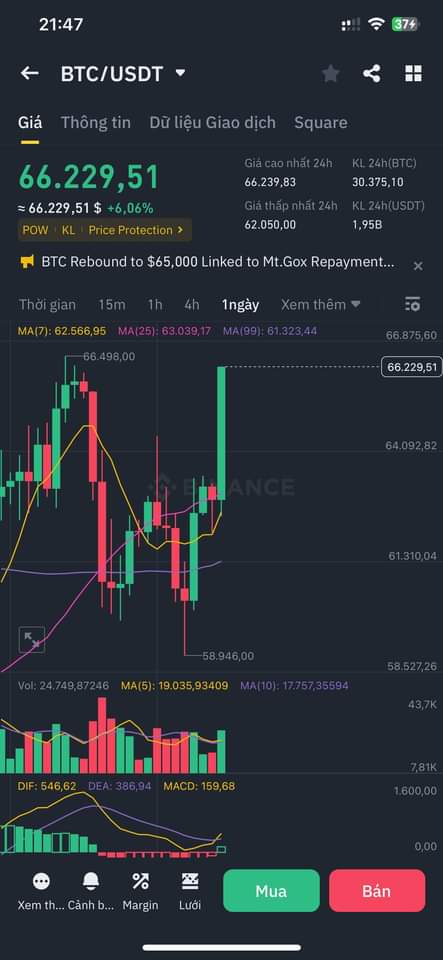 21:47
37
BTC/USDT
Giá Thông tin Dữ liệu Giao dịch Square
66.229,51
≈ 66.229,51 $ +6,06%
POW KL Price Protection >
Giá cao nhất 24h KL 24h(BTC)
66.239,83 30.375,10
Giá thấp nhất 24h KL 24h(USDT)
62.050,00 1,95B
BTC Rebound to $65,000 Linked to Mt.Gox Repayment...
Thời gian 15m 1h 4h 1ngày Xem thêm
MA(7): 62.566,95 MA(25): 63.039,17 MA(99): 61.323,44
66.875,60
66.498,00
66.229,51
64.092,82
BINANCE
61.310,04
58.946,00
58.527,26
Vol: 24.749,87246 MA(5): 19.035,93409 MA(10): 17.757,35594
43,7K
7,81K
DIF: 546,62 DEA: 386,94 MACD: 159,68
1.600,00
0,00
Xem th... Cảnh b... Margin Lưới Mua Bán